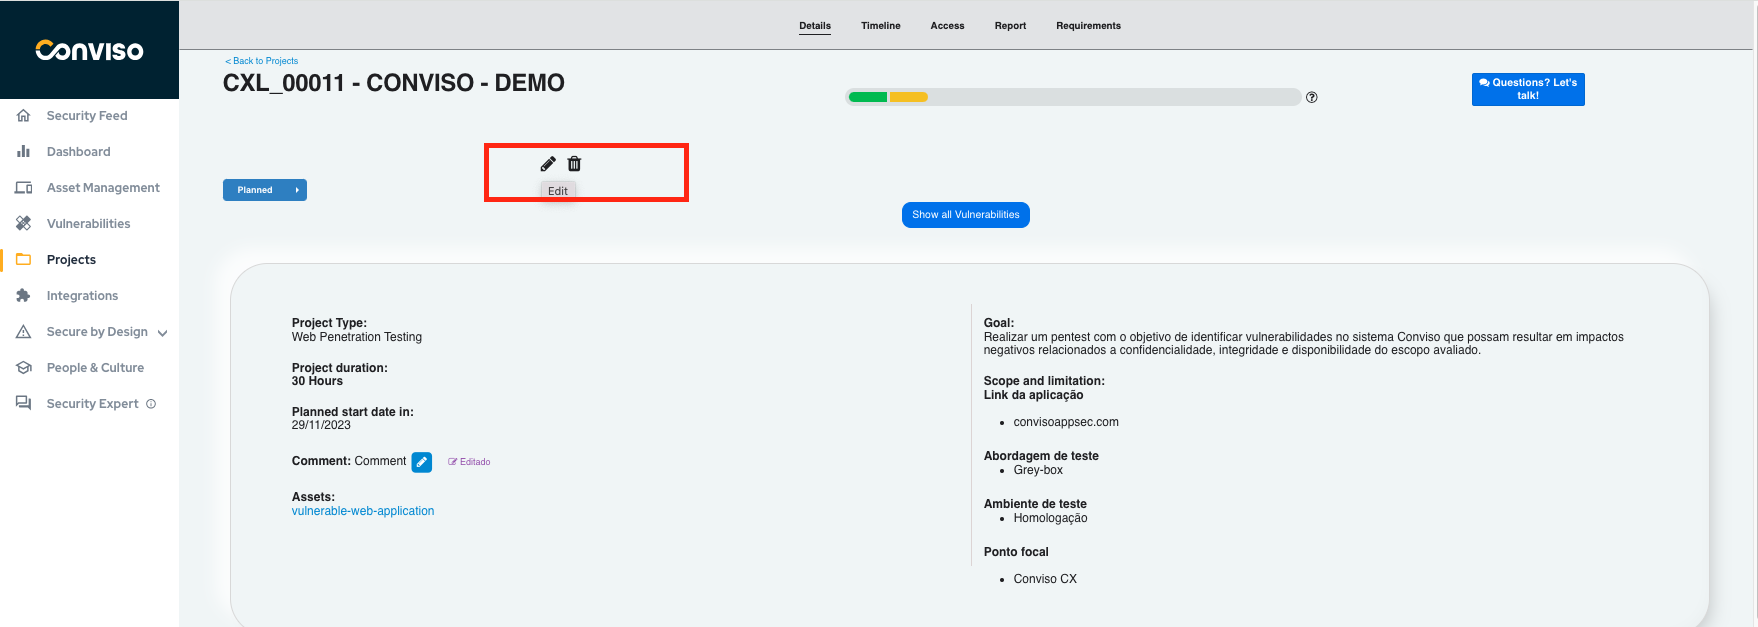 Conviso
Details Timeline Access Report Requirements
< Back to Projects
CXL_00011 - CONVISO - DEMO
Questions? Let's
talk!
Security Feed
Dashboard
Asset Management
Vulnerabilities
Projects
Integrations
Secure by Design
People & Culture
Security Expert
Edit
Planned
Show all Vulnerabilities
Project Type:
Web Penetration Testing
Project duration:
30 Hours
Planned start date in:
29/11/2023
Comment: Comment Editado
Assets:
vulnerable-web-application
Goal:
Realizar um pentest com o objetivo de identificar vulnerabilidades no sistema Conviso que possam resultar em impactos
negativos relacionados a confidencialidade, integridade e disponibilidade do escopo avaliado.
Scope and limitation:
Link da aplicação
• convisoappsec.com
Abordagem de teste
• Grey-box
Ambiente de teste
• Homologação
Ponto focal
• Conviso CX